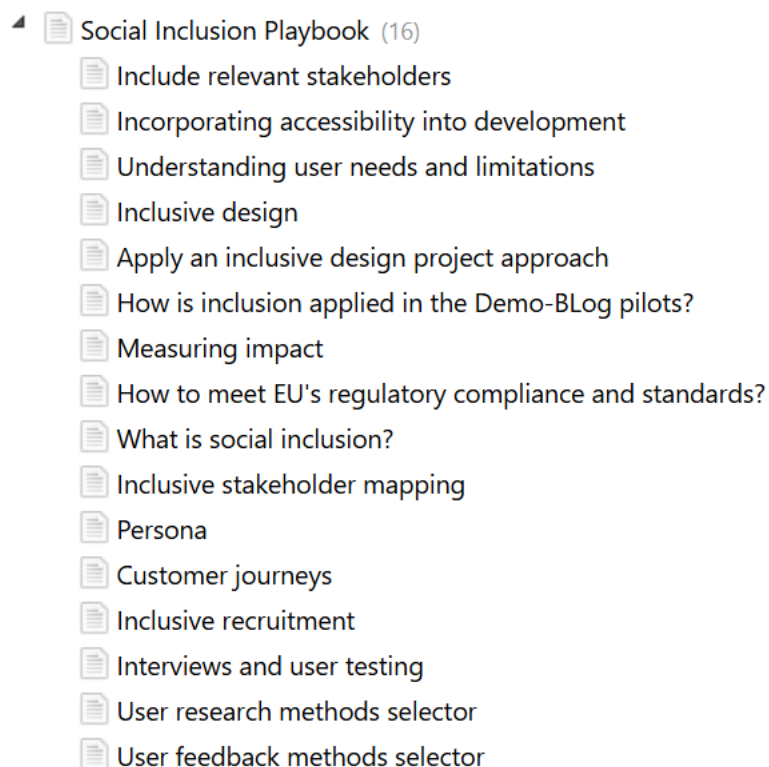 Social Inclusion Playbook (16)
Include relevant stakeholders
Incorporating accessibility into development
Understanding user needs and limitations
Inclusive design
Apply an inclusive design project approach
How is inclusion applied in the Demo-BLog pilots?
Measuring impact
How to meet EU's regulatory compliance and standards?
What is social inclusion?
Inclusive stakeholder mapping
Persona
Customer journeys
Inclusive recruitment
Interviews and user testing
User research methods selector
User feedback methods selector